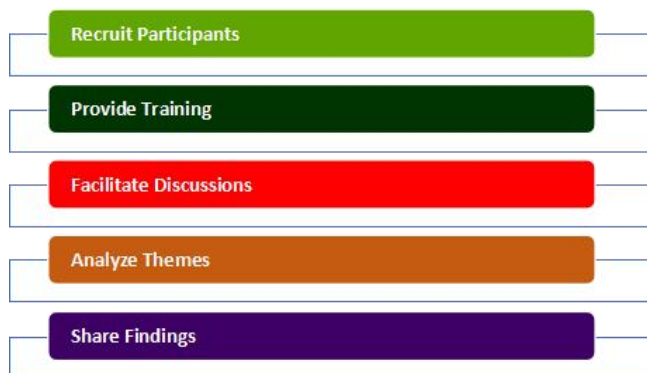 Recruit Participants
Provide Training
Facilitate Discussions
Analyze Themes
Share Findings